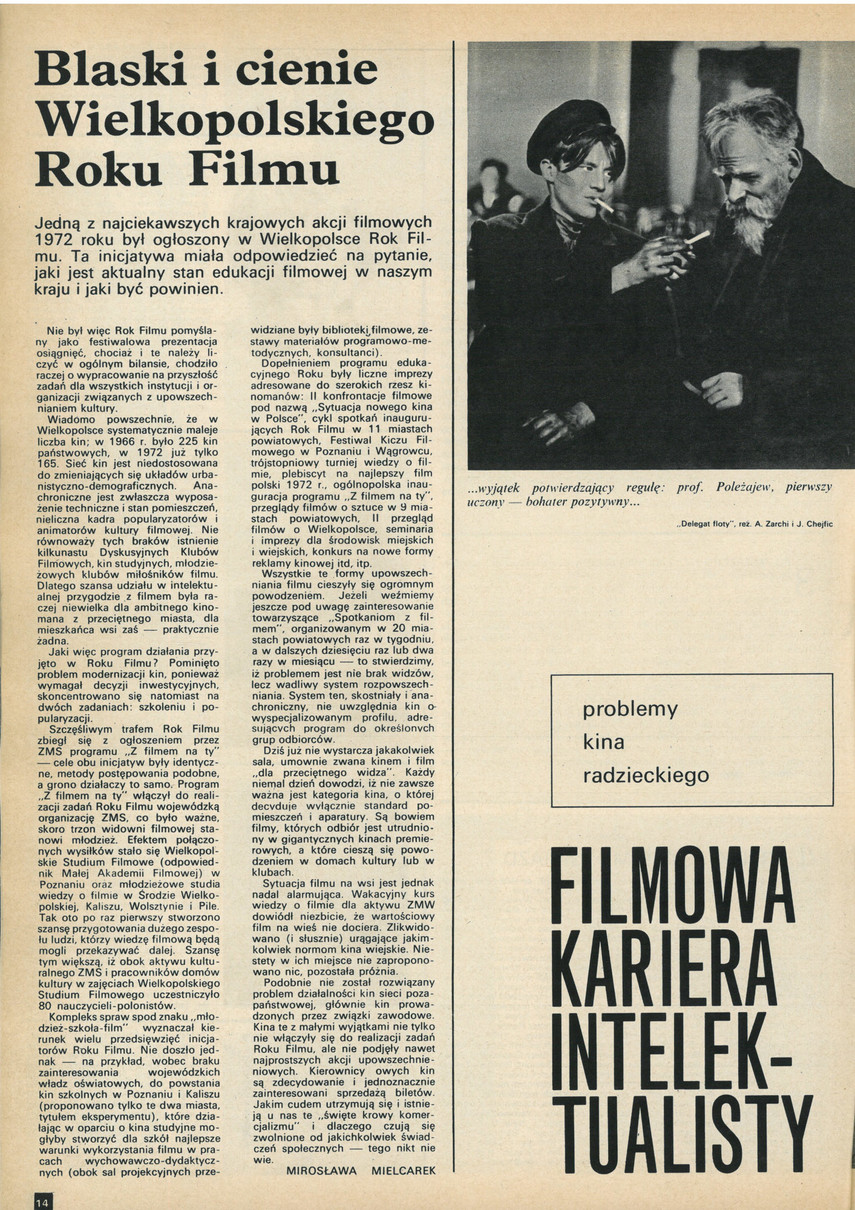 Blaski i cienie
Wielkopolskiego
Roku Filmu
Jedną z najciekawszych krajowych akcji filmowych
1972 roku był ogłoszony w Wielkopolsce Rok Fil-
mu. Ta inicjatywa miała odpowiedzieć na pytanie,
jaki jest aktualny stan edukacji filmowej w naszym
kraju i jaki być powinien.
Nie był więc Rok Filmu pomyśla-
ny jako festiwalowa prezentacja
osiągnięć, chociaż i te należy li-
czyć w ogólnym bilansie, chodziło
raczej o wypracowanie na przyszłość
zadań dla wszystkich instytucji i or-
ganizacji związanych z upowszech-
nianiem kultury.
Wiadomo powszechnie, że w
Wielkopolsce systematycznie maleje
liczba kin; w 1966 r. było 225 kin
państwowych, w 1972 już tylko
165. Sieć kin jest niedostosowana
do zmieniających się układów urba-
nistyczno-demograficznych. Ana-
chroniczne jest zwłaszcza wyposa-
żenie techniczne i stan pomieszczeń,
nieliczna kadra popularyzatorów i
animatorów kultury filmowej. Nie
równoważy tych braków istnienie
kilkunastu Dyskusyjnych Klubów
Filmowych, kin studyjnych, młodzie-
żowych klubów miłośników filmu.
Dlatego szansa udziału w intelektu-
alnej przygodzie z filmem była ra-
czej niewielka dla ambitnego kino-
mana z przeciętnego miasta, dla
mieszkańca wsi zaś — praktycznie
żadna.
Jaki więc program działania przy-
jęto w Roku Filmu? Pominięto
problem modernizacji kin, ponieważ
wymagał decyzji inwestycyjnych,
skoncentrowano się natomiast na
dwóch zadaniach: szkoleniu i po-
pularyzacji.
Szczęśliwym trafem Rok Filmu
zbiegł się z ogłoszeniem przez
ZMS programu „Z filmem na ty"
— cele obu inicjatyw były identycz-
ne, metody postępowania podobne,
a grono działaczy to samo. Program
„Z filmem na ty" włączył do reali-
zacji zadań Roku Filmu wojewódzką
organizację ZMS, co było ważne,
skoro trzon widowni filmowej sta-
nowi młodzież. Efektem połączo-
nych wysiłków stało się Wielkopol-
skie Studium Filmowe (odpowied-
nik Małej Akademii Filmowej) w
Poznaniu oraz młodzieżowe studia
wiedzy o filmie w Środzie Wielko-
polskiej, Kaliszu, Wolsztynie i Pile.
Tak oto po raz pierwszy stworzono
szansę przygotowania dużego zespo-
łu ludzi, którzy wiedzę filmową będą
mogli przekazywać dalej. Szansę
tym większą, iż obok aktywu kultu-
ralnego ZMS i pracowników domów
kultury w zajęciach Wielkopolskiego
Studium Filmowego uczestniczyło
80 nauczycieli-polonistów.
Kompleks spraw spod znaku „mło-
dzież-szkoła-film" wyznaczał kie-
runek wielu przedsięwzięć inicja-
torów Roku Filmu. Nie doszło jed-
nak — na przykład, wobec braku
zainteresowania wojewódzkich
władz oświatowych, do powstania
kin szkolnych w Poznaniu i Kaliszu
(proponowano tylko te dwa miasta,
tytułem eksperymentu), które dzia-
łając w oparciu o kina studyjne mo-
głyby stworzyć dla szkół najlepsze
warunki wykorzystania filmu w pra-
cach wychowawczo-dydaktycz-
nych (obok sal projekcyjnych prze-
widziane były biblioteki filmowe, ze-
stawy materiałów programowo-me-
todycznych, konsultanci).
Dopełnieniem programu eduka-
cyjnego Roku były liczne imprezy
adresowane do szerokich rzesz ki-
nomanów: II konfrontacje filmowe
pod nazwą „Sytuacja nowego kina
w Polsce", cykl spotkań inauguru-
jących Rok Filmu w 11 miastach
powiatowych, Festiwal Kiczu Fil-
mowego w Poznaniu i Wągrowcu,
trójstopniowy turniej wiedzy o fil-
mie, plebiscyt na najlepszy film
polski 1972 r., ogólnopolska inau-
guracja programu „Z filmem na ty",
przeglądy filmów o sztuce w 9 mia-
stach powiatowych, II przegląd
filmów o Wielkopolsce, seminaria
i imprezy dla środowisk miejskich
i wiejskich, konkurs na nowe formy
reklamy kinowej itd, itp.
Wszystkie te formy upowszech-
niania filmu cieszyły się ogromnym
powodzeniem. Jeżeli weźmiemy
jeszcze pod uwagę zainteresowanie
towarzyszące „Spotkaniom z fil-
mem", organizowanym w 20 mia-
stach powiatowych raz w tygodniu,
a w dalszych dziesięciu raz lub dwa
razy w miesiącu — to stwierdzimy,
iż problemem jest nie brak widzów,
lecz wadliwy system rozpowszech-
niania. System ten, skostniały i ana-
chroniczny, nie uwzględnia kin o
wyspecjalizowanym profilu, adre-
sujących program do określonych
grup odbiorców.
Dziś już nie wystarcza jakakolwiek
sala, umownie zwana kinem i film
„dla przeciętnego widza". Każdy
niemal dzień dowodzi, iż nie zawsze
ważna jest kategoria kina, o której
decyduje wyłącznie standard po-
mieszczeń i aparatury. Są bowiem
filmy, których odbiór jest utrudnio-
ny w gigantycznych kinach premie-
rowych, a które cieszą się powo-
dzeniem w domach kultury lub w
klubach.
Sytuacja filmu na wsi jest jednak
nadal alarmująca. Wakacyjny kurs
wiedzy o filmie dla aktywu ZMW
dowiódł niezbicie, że wartościowy
film na wieś nie dociera. Zlikwido-
wano (i słusznie) urągające jakim-
kolwiek normom kina wiejskie. Nie-
stety w ich miejsce nie zapropono-
wano nic, pozostała próżnia.
Podobnie nie został rozwiązany
problem działalności kin sieci poza-
państwowej, głównie kin prowa-
dzonych przez związki zawodowe.
Kina te z małymi wyjątkami nie tylko
nie włączyły się do realizacji zadań
Roku Filmu, ale nie podjęły nawet
najprostszych akcji upowszechnie-
niowych. Kierownicy owych kin
są zdecydowanie i jednoznacznie
zainteresowani sprzedażą biletów.
Jakim cudem utrzymują się i istnie-
ją u nas te „święte krowy komer-
cjalizmu" i dlaczego czują się
zwolnione od jakichkolwiek świad-
czeń społecznych — tego nikt nie
wie.
MIROSŁAWA MIELCAREK
...wyjątek potwierdzający regułę: prof. Poleżajew, pierwszy
uczony — bohater pozytywny...
„Delegat floty", reż. A. Zarchi i J. Chejfic
problemy
kina
radzieckiego
FILMOWA
KARIERA
INTELEK-
TUALISTY
14